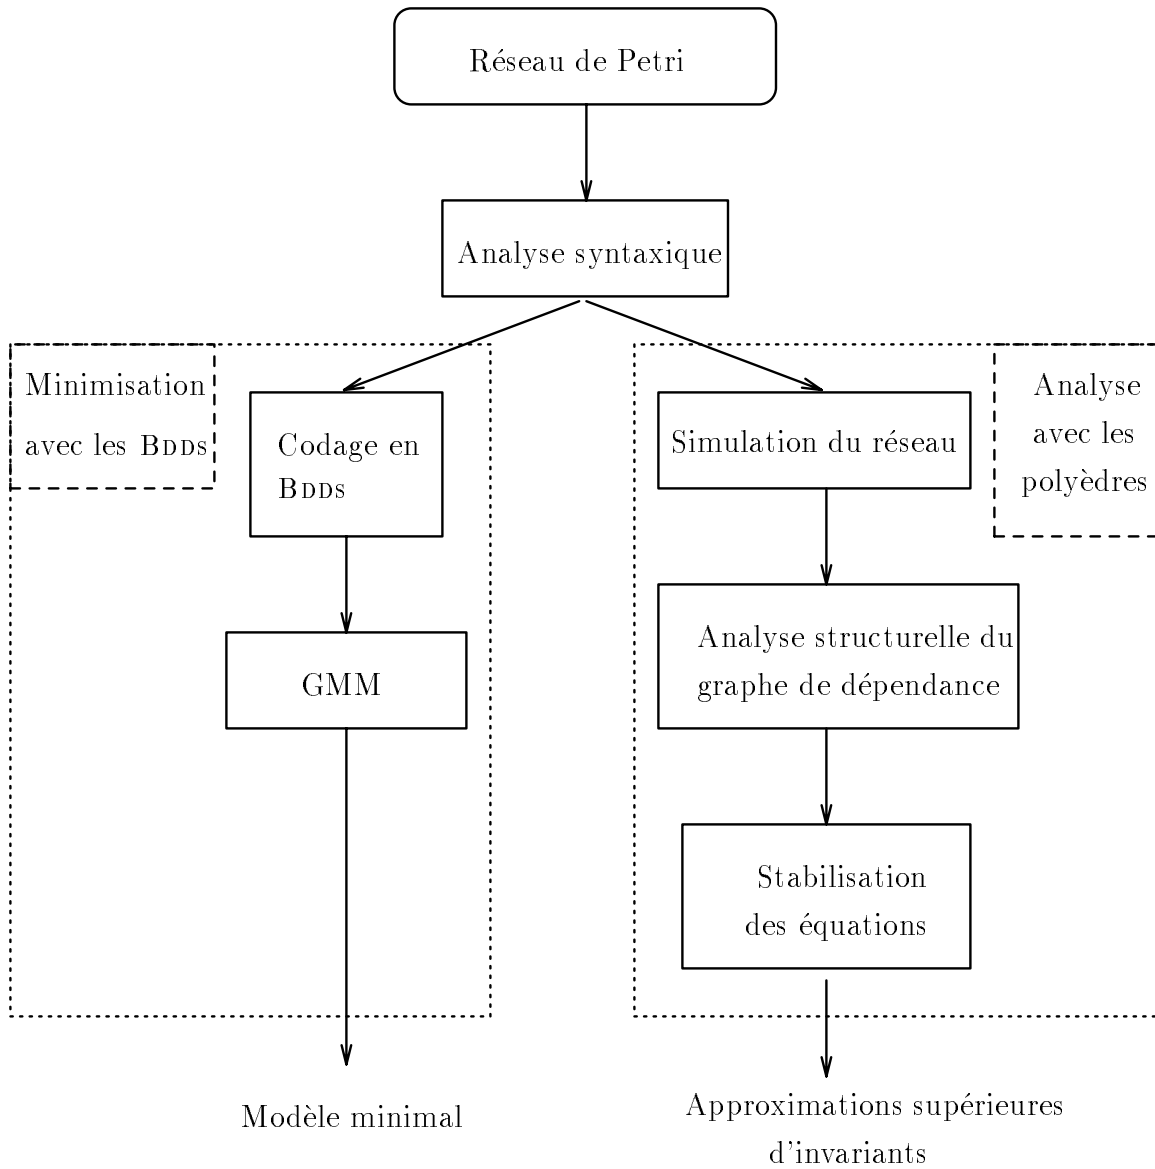 Réseau de Petri
Analyse syntaxique
Minimisation
avec les BDDs
Codage en
BDDs
GMM
Modèle minimal
Analyse
avec les
polyèdres
Simulation du réseau
Analyse structurelle du
graphe de dépendance
Stabilisation
des équations
Approximations supérieures
d'invariants